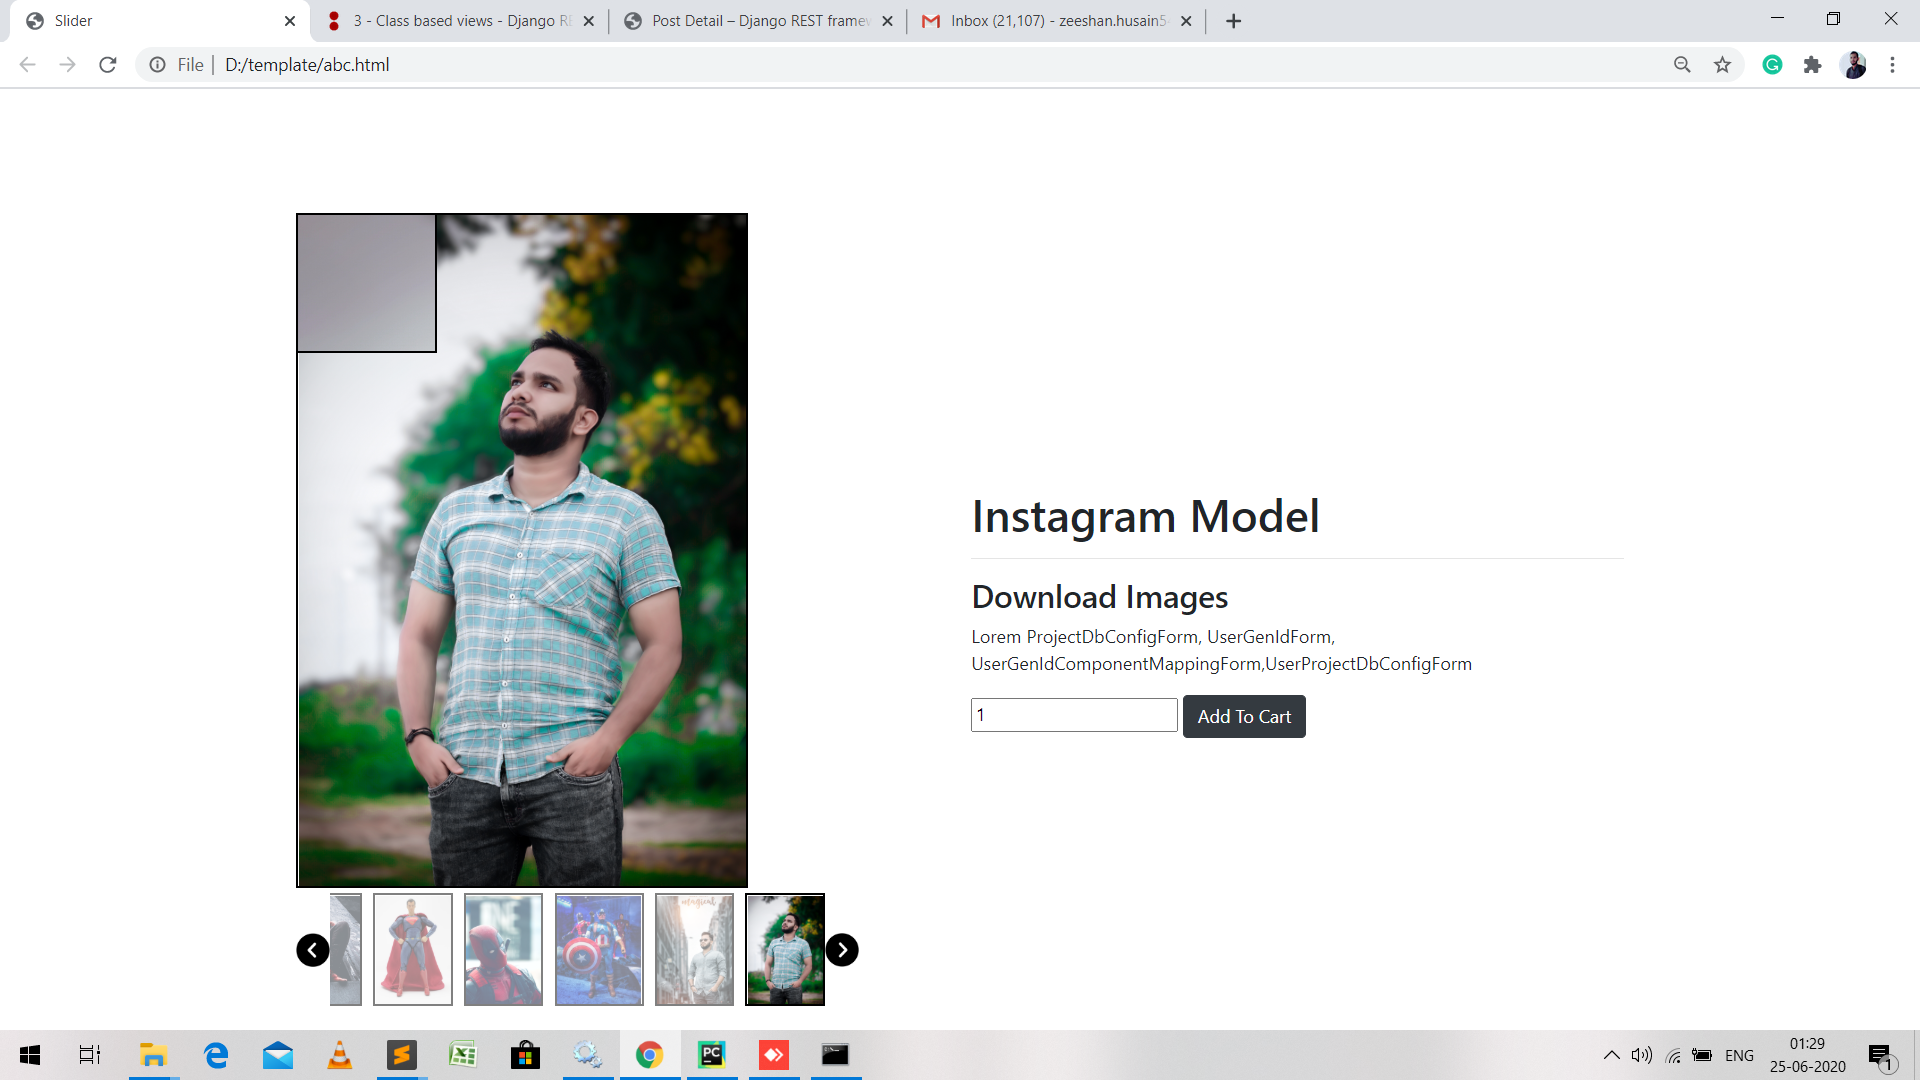 Slider
3 - Class based views - Django RE
Post Detail – Django REST framew
Inbox (21,107) - zeeshan.husain5
File
D:/template/abc.html
Instagram Model
Download Images
Lorem ProjectDbConfigForm, UserGenIdForm,
UserGenIdComponentMappingForm,UserProjectDbConfigForm
1
Add To Cart
PC
ENG
01:29
25-06-2020
1